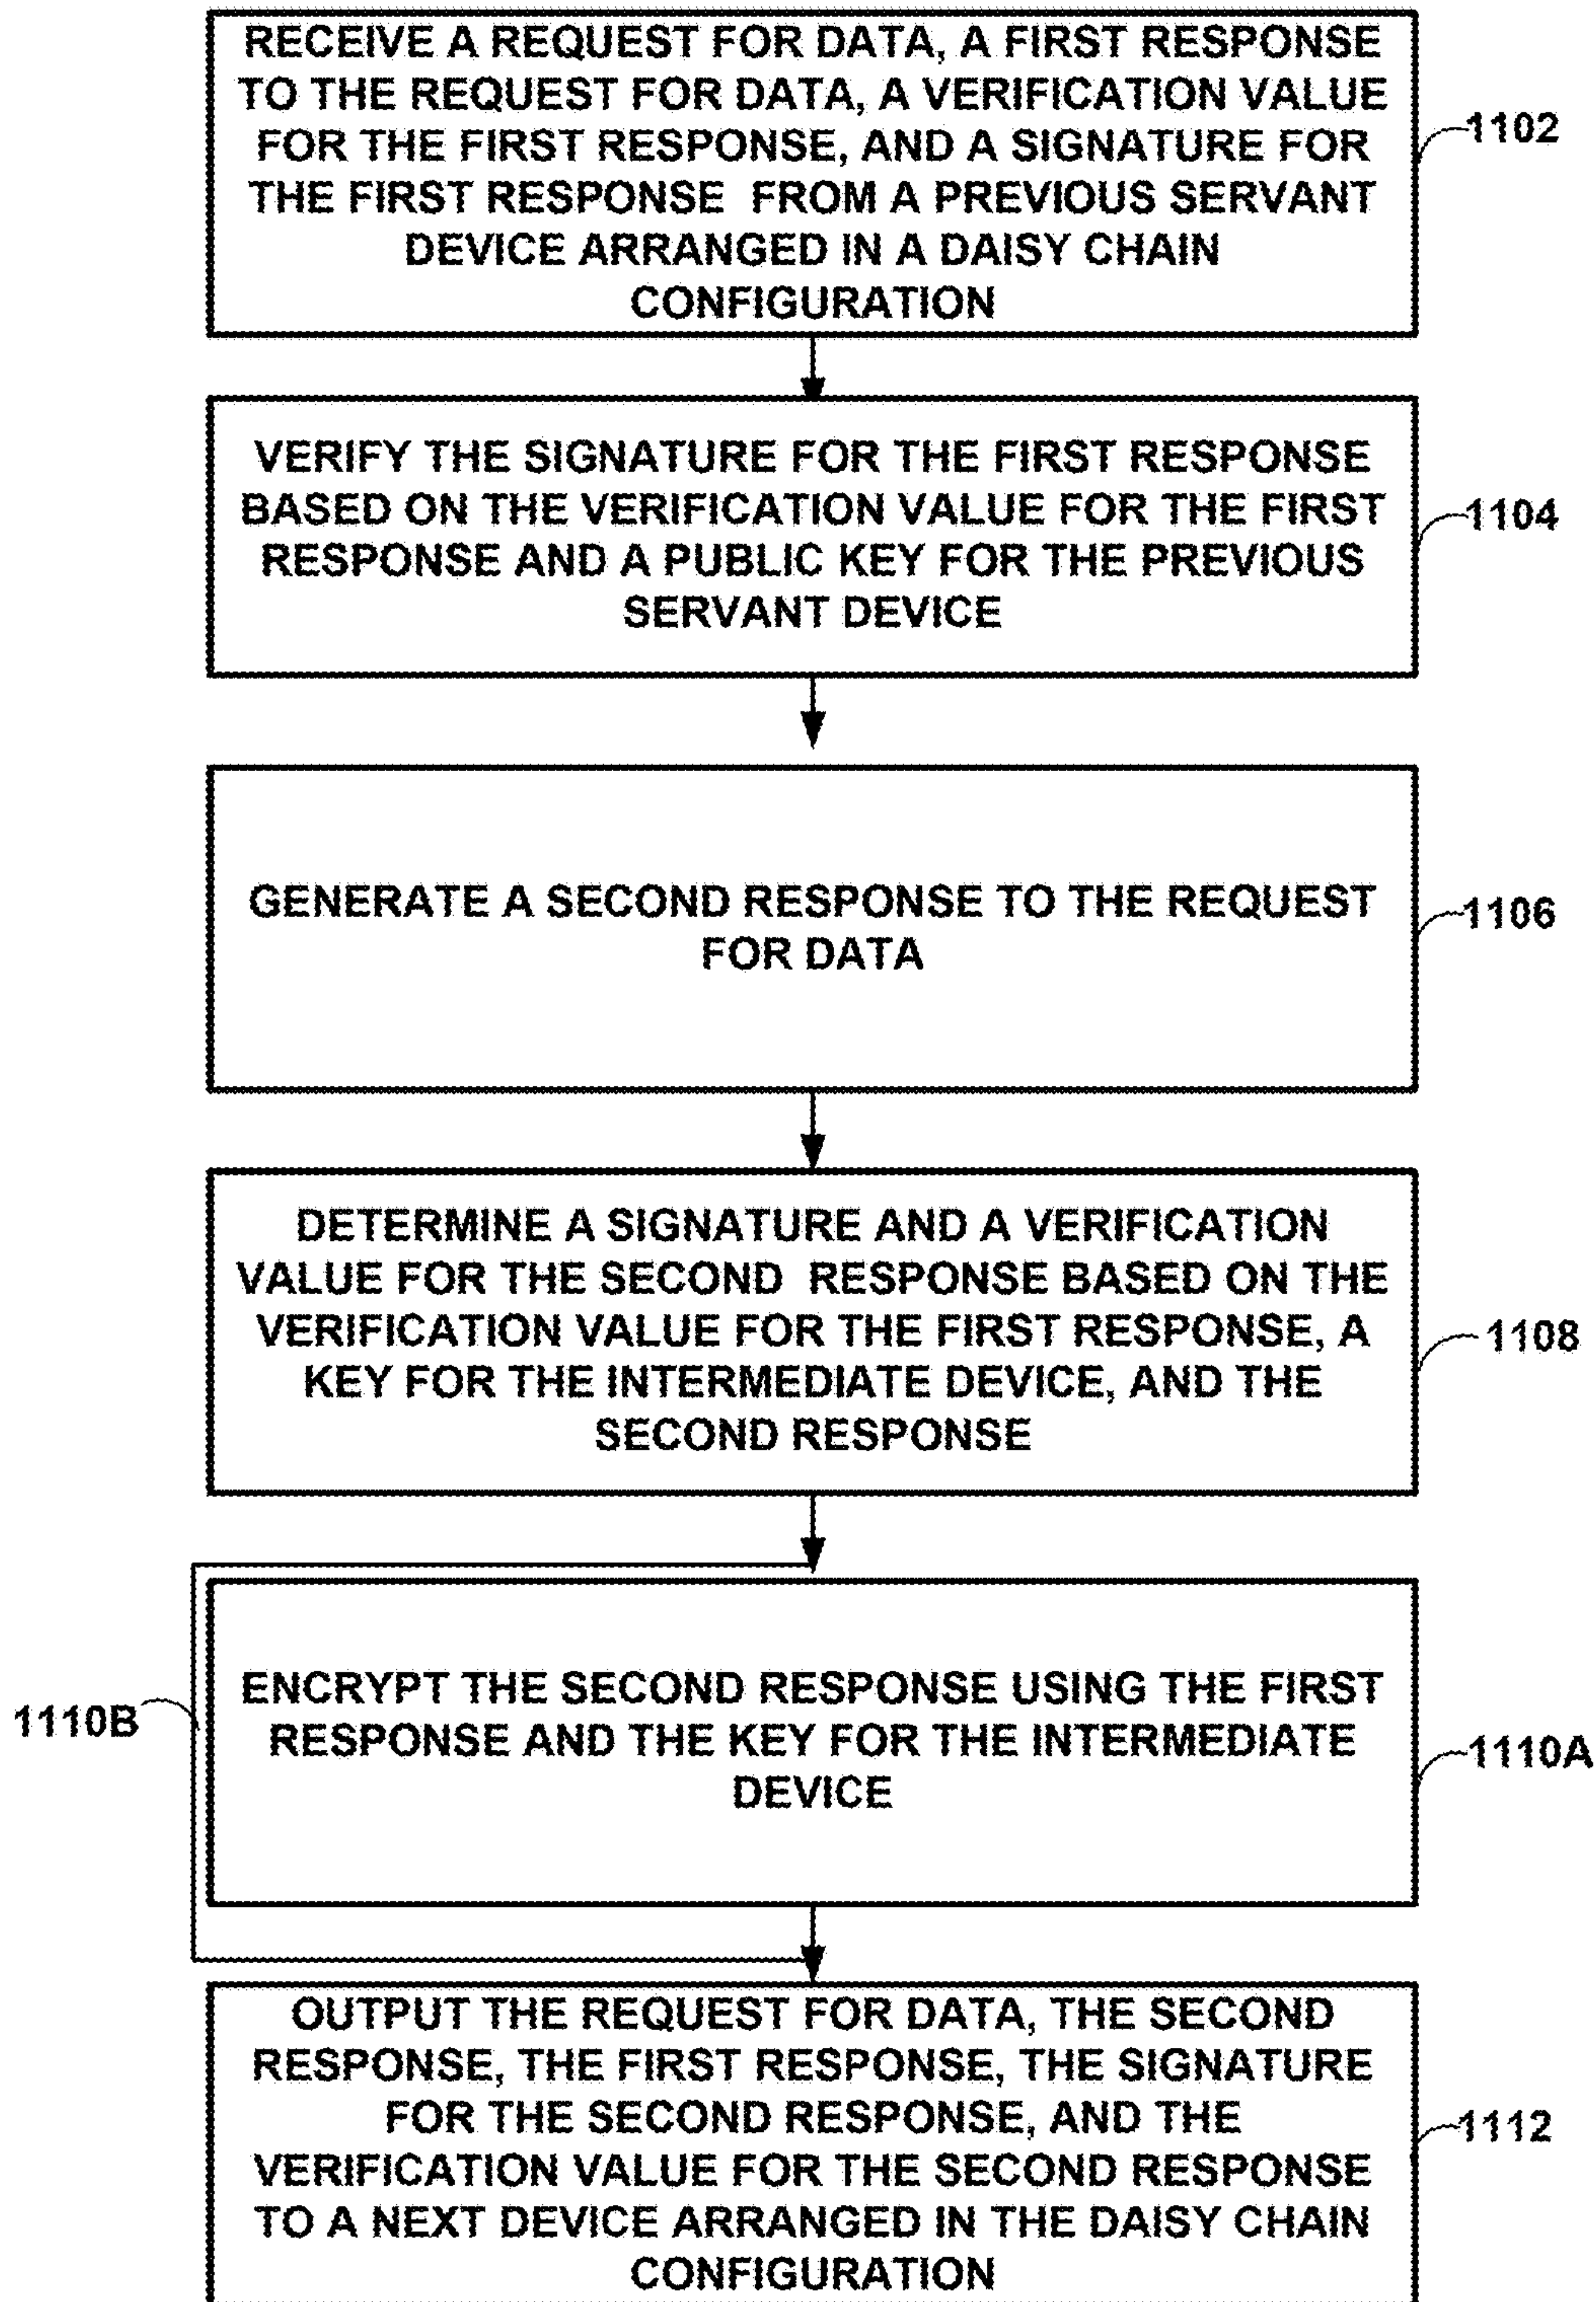 RECEIVE A REQUEST FOR DATA, A FIRST RESPONSE
TO THE REQUEST FOR DATA, A VERIFICATION VALUE
FOR THE FIRST RESPONSE, AND A SIGNATURE FOR
THE FIRST RESPONSE FROM A PREVIOUS SERVANT
DEVICE ARRANGED IN A DAISY CHAIN
CONFIGURATION
1102
VERIFY THE SIGNATURE FOR THE FIRST RESPONSE
BASED ON THE VERIFICATION VALUE FOR THE FIRST
RESPONSE AND A PUBLIC KEY FOR THE PREVIOUS
SERVANT DEVICE
1104
GENERATE A SECOND RESPONSE TO THE REQUEST
FOR DATA
1106
DETERMINE A SIGNATURE AND A VERIFICATION
VALUE FOR THE SECOND RESPONSE BASED ON THE
VERIFICATION VALUE FOR THE FIRST RESPONSE, A
KEY FOR THE INTERMEDIATE DEVICE, AND THE
SECOND RESPONSE
1108
1110B
ENCRYPT THE SECOND RESPONSE USING THE FIRST
RESPONSE AND THE KEY FOR THE INTERMEDIATE
DEVICE
1110A
OUTPUT THE REQUEST FOR DATA, THE SECOND
RESPONSE, THE FIRST RESPONSE, THE SIGNATURE
FOR THE SECOND RESPONSE, AND THE
VERIFICATION VALUE FOR THE SECOND RESPONSE
TO A NEXT DEVICE ARRANGED IN THE DAISY CHAIN
CONFIGURATION
1112